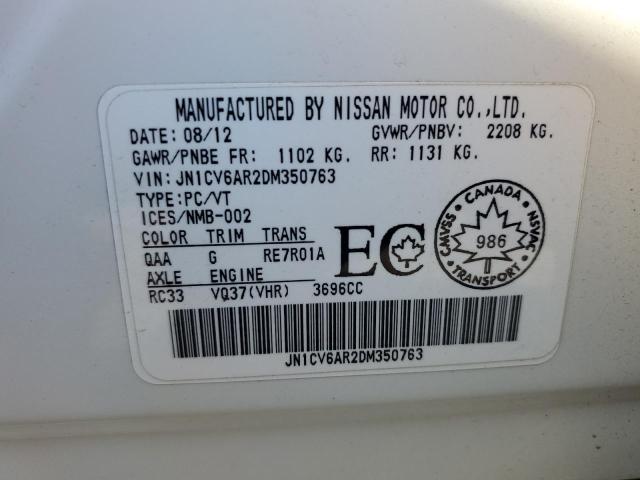 MANUFACTURED BY NISSAN MOTOR CO.,LTD.
DATE: 08/12 GVWR/PNBV: 2208 KG.
GAWR/PNBE FR: 1102 KG. RR: 1131 KG.
VIN: JN1CV6AR2DM350763
TYPE: PC/VT
ICES/NMB-002
COLOR TRIM TRANS
QAA G RE7R01A
AXLE ENGINE
RC33 VQ37(VHR) 3696CC
EC
CANADA
CMVSS NSVAC
986
TRANSPORT
JN1CV6AR2DM350763